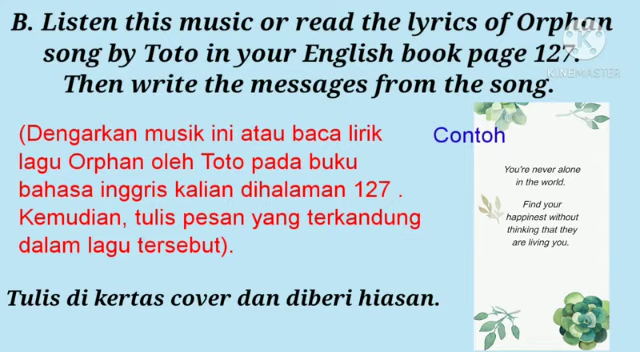 B. Listen this music or read the lyrics of Orphan
song by Toto in your English book page 127.
Then write the messages from the song.
KINEMASTER
(Dengarkan musik ini atau baca lirik
lagu Orphan oleh Toto pada buku
bahasa inggris kalian dihalaman 127 .
Kemudian, tulis pesan yang terkandung
dalam lagu tersebut).
Contoh
You're never alone
in the world.
Find your
happinest without
thinking that they
are living you.
Tulis di kertas cover dan diberi hiasan.